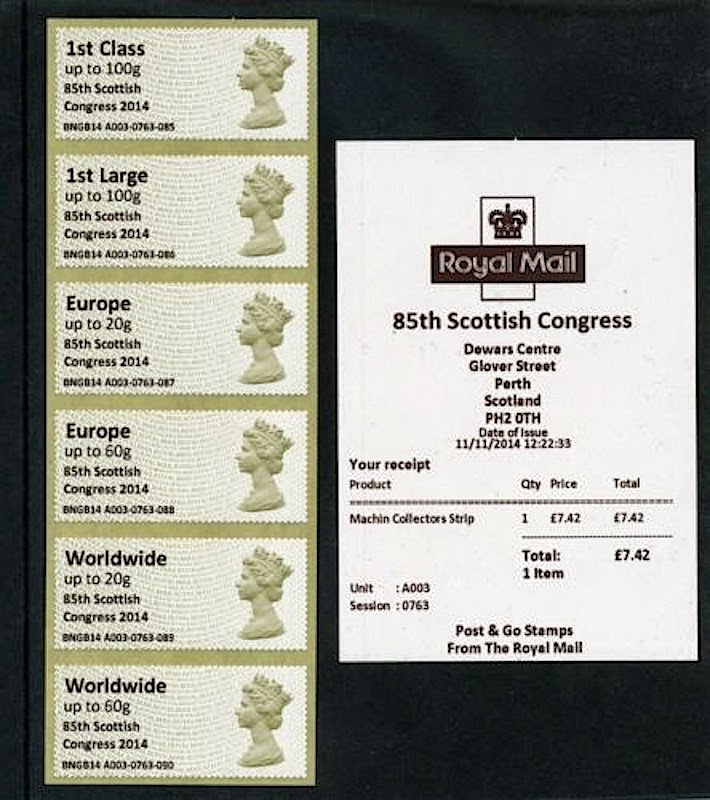 1st Class
up to 100g
85th Scottish
Congress 2014
BNGB14 A003-0763-085
1st Large
up to 100g
85th Scottish
Congress 2014
BNGB14 A003-0763-086
Europe
up to 20g
85th Scottish
Congress 2014
BNGB14 A003-0763-087
Europe
up to 60g
85th Scottish
Congress 2014
BNGB14 A003-0763-088
Worldwide
up to 20g
85th Scottish
Congress 2014
BNGB14 A003-0763-089
Worldwide
up to 60g
85th Scottish
Congress 2014
BNGB14 A003-0763-090
Royal Mail
85th Scottish Congress
Dewars Centre
Glover Street
Perth
Scotland
PH2 0TH
Date of Issue
11/11/2014 12:22:33
Your receipt
Product Qty Price Total
Machin Collectors Strip 1 £7.42 £7.42
Total: £7.42
1 Item
Unit : A003
Session : 0763
Post & Go Stamps
From The Royal Mail